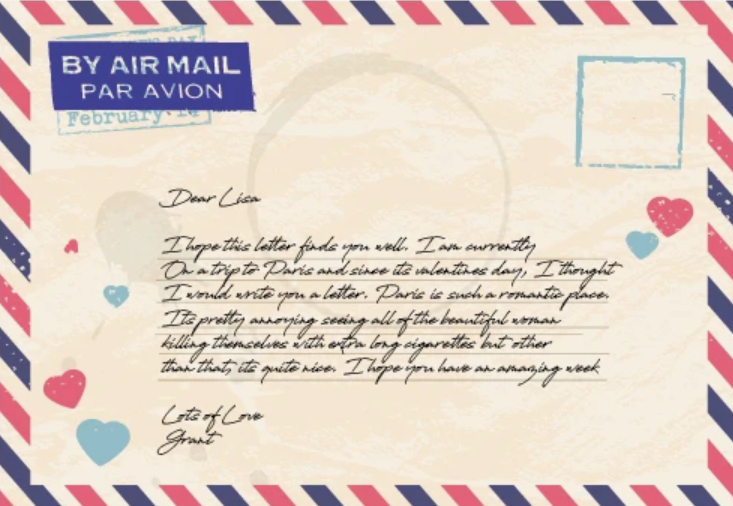 BY AIR MAIL
PAR AVION
February 14
Dear Lisa
I hope this letter finds you well. I am currently
On a trip to Paris and since its valentines day, I thought
I would write you a letter. Paris is such a romantic place.
Its pretty annoying seeing all of the beautiful woman
killing themselves with extra long cigarettes but other
than that, its quite nice. I hope you have an amazing week
Lots of Love
Grant